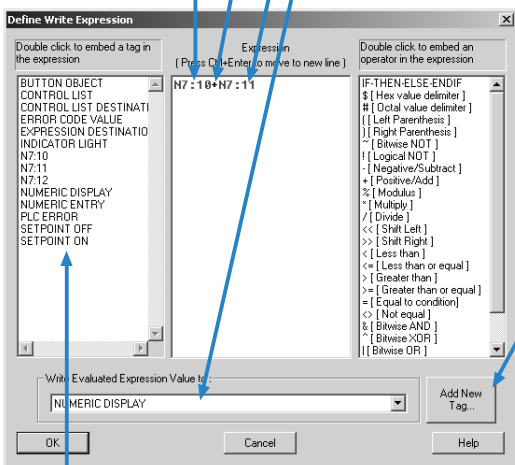 Define Write Expression
Double click to embed a tag in
the expression
BUTTON OBJECT
CONTROL LIST
CONTROL LIST DESTINATI
ERROR CODE VALUE
EXPRESSION DESTINATIO
INDICATOR LIGHT
N7:10
N7:11
N7:12
NUMERIC DISPLAY
NUMERIC ENTRY
PLC ERROR
SETPOINT OFF
SETPOINT ON
Expression
( Press Ctrl+Enter to move to new line )
N7:10+N7:11
Double click to embed an
operator in the expression
IF-THEN-ELSE-ENDIF
$ [ Hex value delimiter ]
# [ Octal value delimiter ]
( [ Left Parenthesis ]
) [ Right Parenthesis ]
~ [ Bitwise NOT ]
! [ Logical NOT ]
- [ Negative/Subtract ]
+ [ Positive/Add ]
% [ Modulus ]
* [ Multiply ]
/ [ Divide ]
<< [ Shift Left ]
>> [ Shift Right ]
< [ Less than ]
<= [ Less than or equal ]
> [ Greater than ]
>= [ Greater than or equal ]
= [ Equal to condition]
<> [ Not equal ]
& [ Bitwise AND ]
^ [ Bitwise XOR ]
| [ Bitwise OR ]
Write Evaluated Expression Value to :
NUMERIC DISPLAY
Add New
Tag...
OK
Cancel
Help